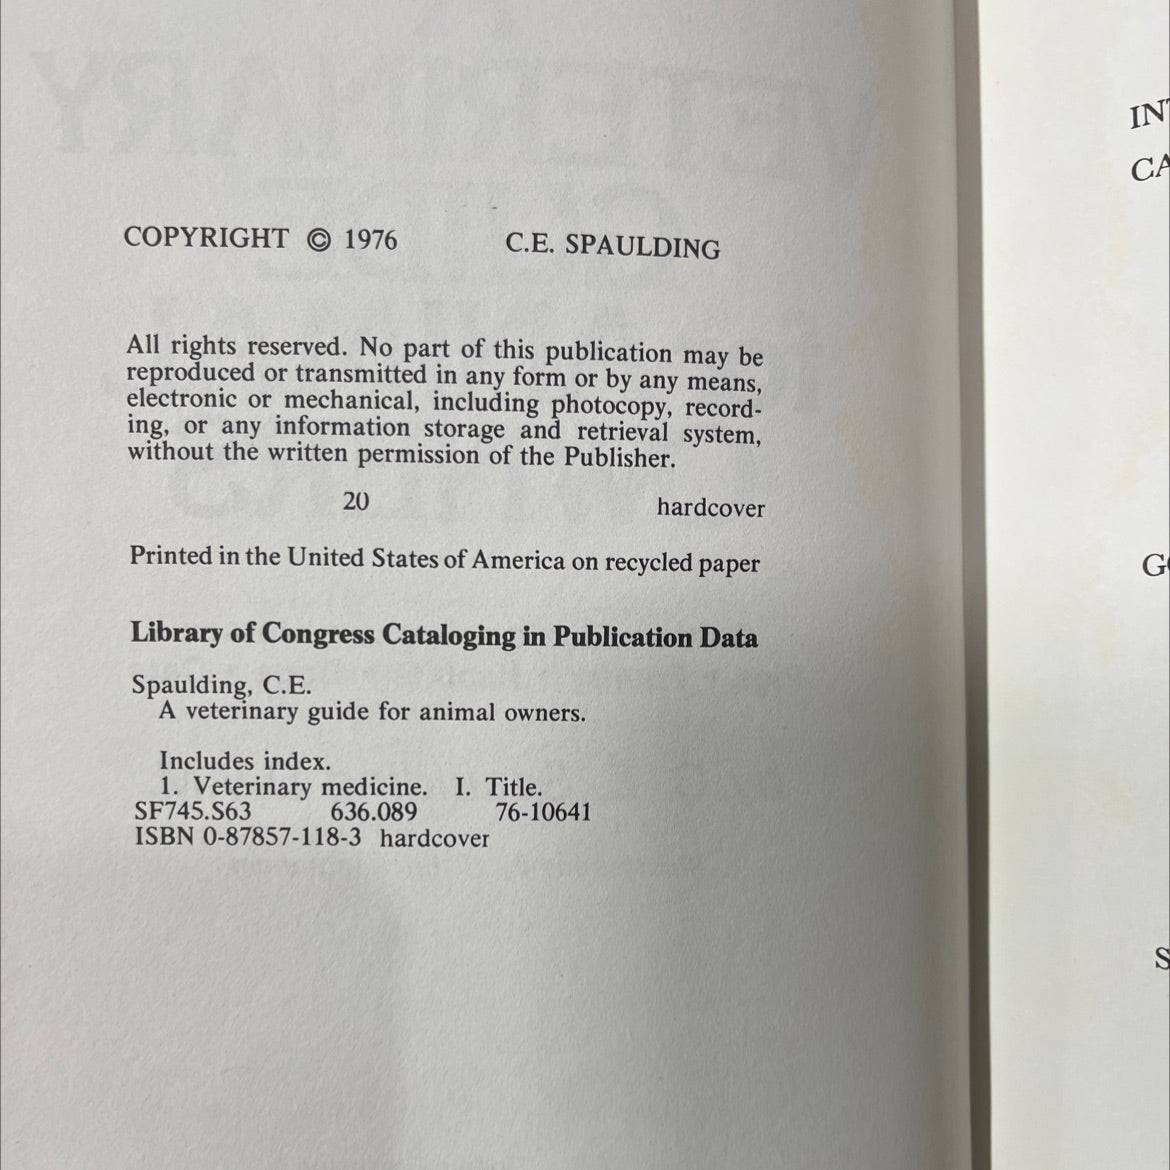 COPYRIGHT © 1976 C.E. SPAULDING
All rights reserved. No part of this publication may be
reproduced or transmitted in any form or by any means,
electronic or mechanical, including photocopy, record-
ing, or any information storage and retrieval system,
without the written permission of the Publisher.
20 hardcover
Printed in the United States of America on recycled paper
Library of Congress Cataloging in Publication Data
Spaulding, C.E.
A veterinary guide for animal owners.
Includes index.
1. Veterinary medicine. I. Title.
SF745.S63 636.089 76-10641
ISBN 0-87857-118-3 hardcover